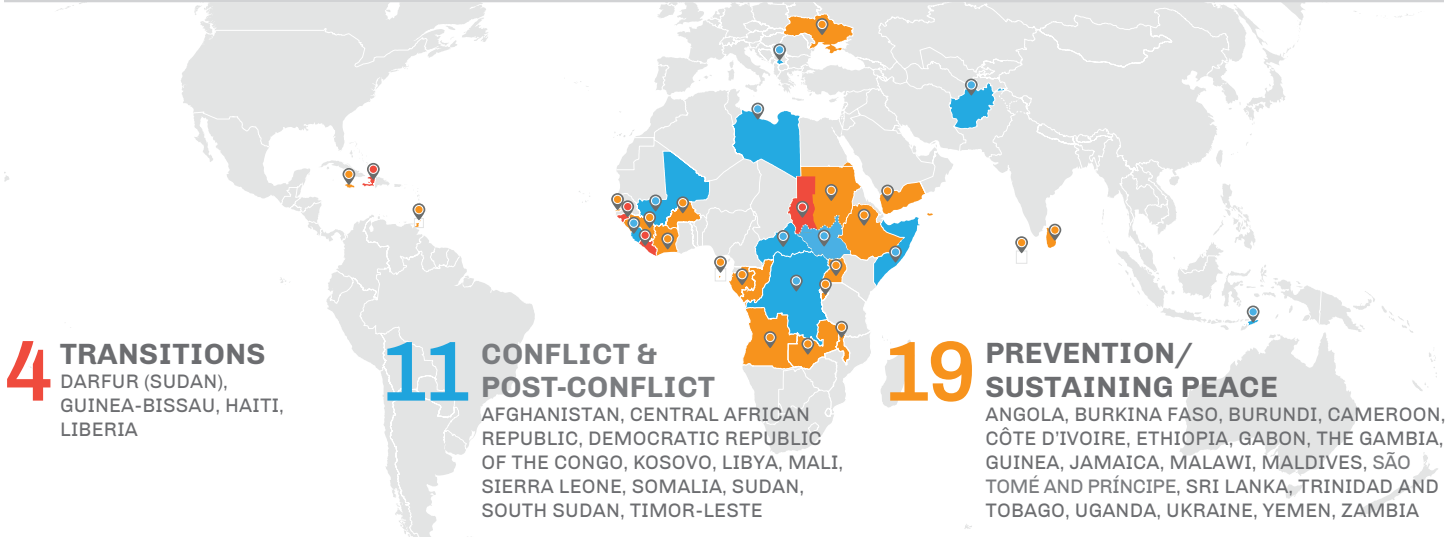 4
TRANSITIONS
DARFUR (SUDAN),
GUINEA-BISSAU, HAITI,
LIBERIA
11
CONFLICT &
POST-CONFLICT
AFGHANISTAN, CENTRAL AFRICAN
REPUBLIC, DEMOCRATIC REPUBLIC
OF THE CONGO, KOSOVO, LIBYA, MALI,
SIERRA LEONE, SOMALIA, SUDAN,
SOUTH SUDAN, TIMOR-LESTE
19
PREVENTION/
SUSTAINING PEACE
ANGOLA, BURKINA FASO, BURUNDI, CAMEROON,
CÔTE D'IVOIRE, ETHIOPIA, GABON, THE GAMBIA,
GUINEA, JAMAICA, MALAWI, MALDIVES, SÃO
TOMÉ AND PRÍNCIPE, SRI LANKA, TRINIDAD AND
TOBAGO, UGANDA, UKRAINE, YEMEN, ZAMBIA